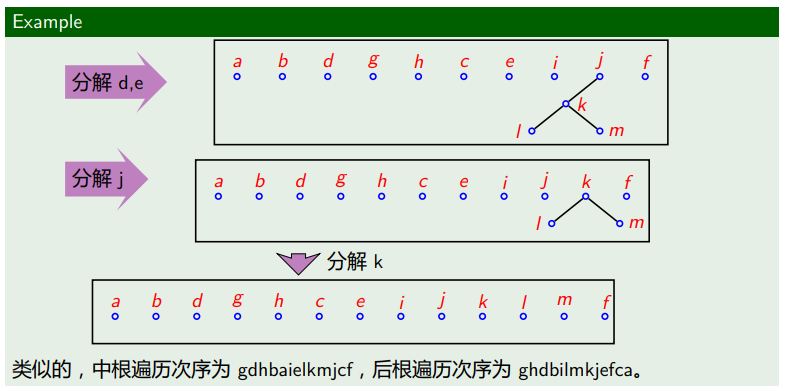 Example
分解 d,e
a b d g h c e i j f
k
l m
分解 j
a b d g h c e i j k f
l m
分解 k
a b d g h c e i j k l m f
类似的，中根遍历次序为 gdhbaielkmjcf，后根遍历次序为 ghdbilmkjefca。